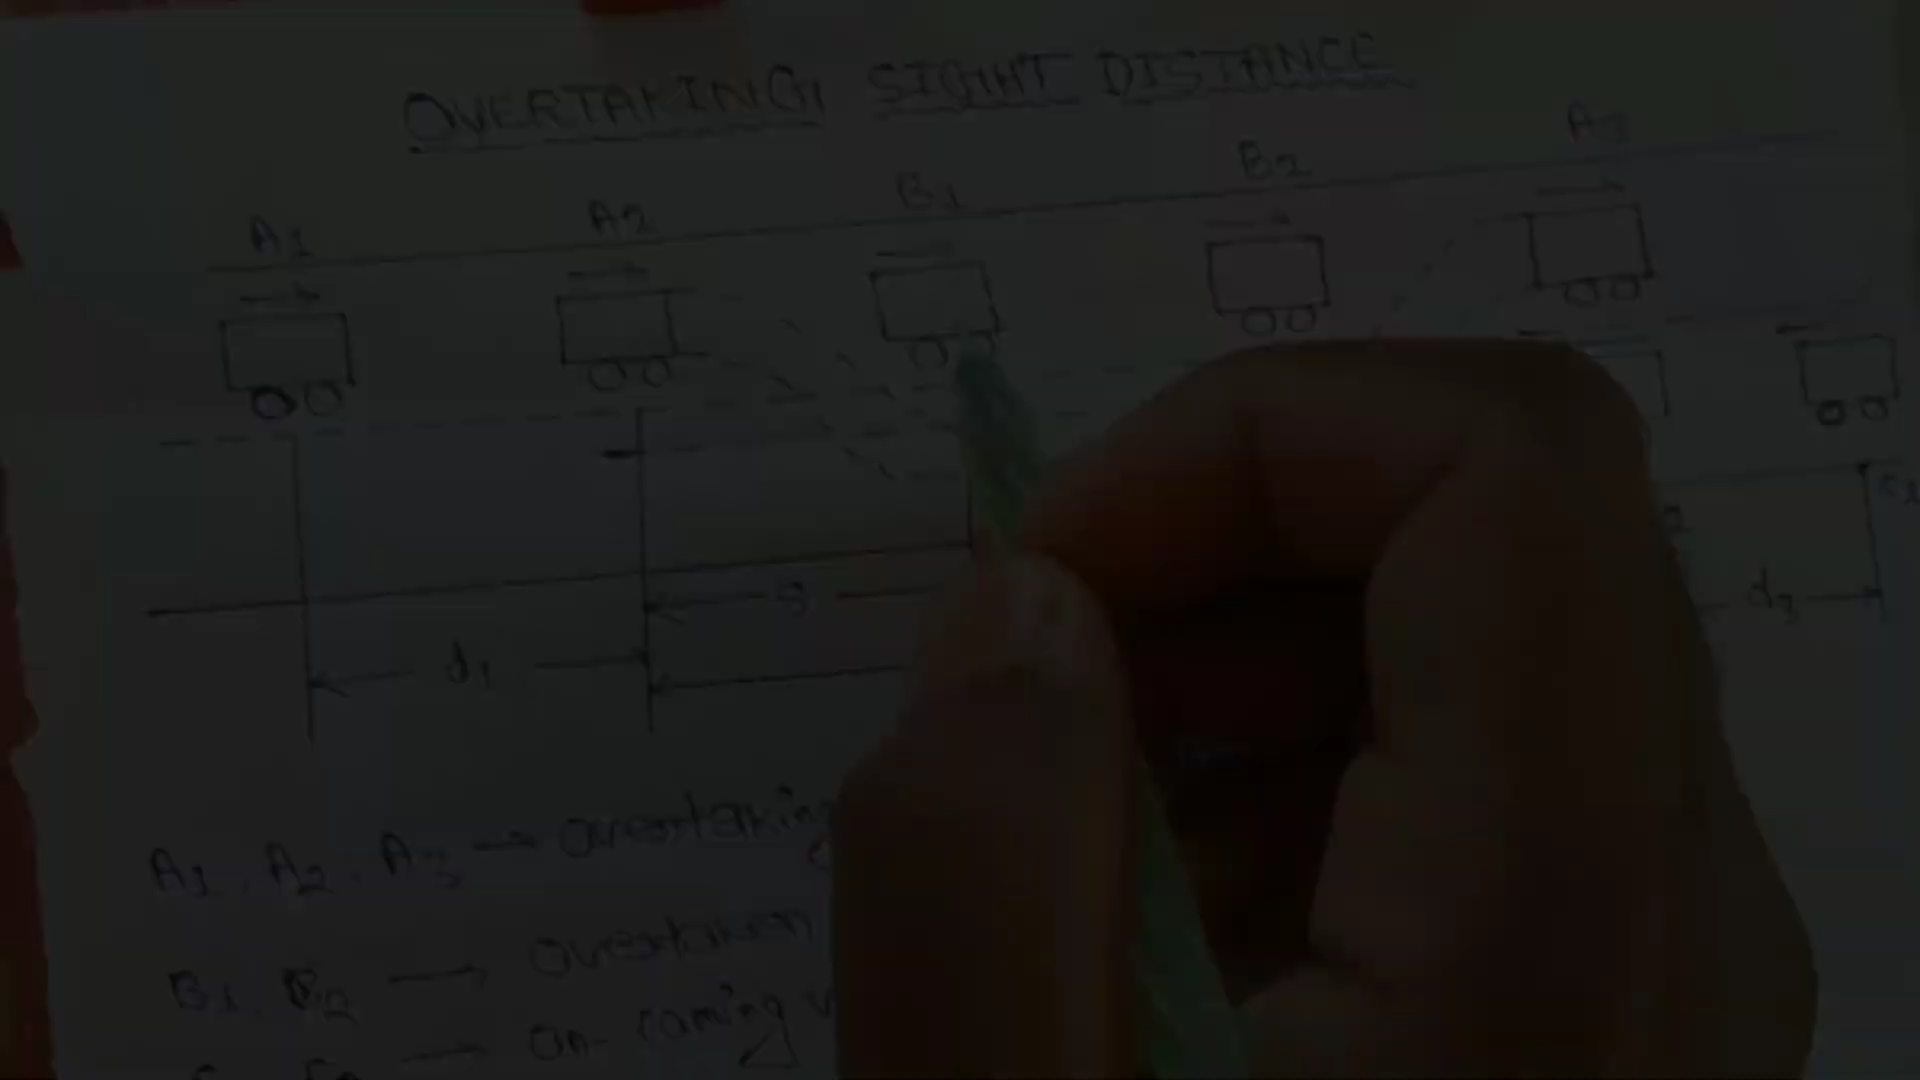 OVERTAKING SIGHT DISTANCE
A1 A2 B1 B2 A3
C1
S
d1 d3
A1, A2, A3 → overtaking
B1, B2 → overtaken
on-coming